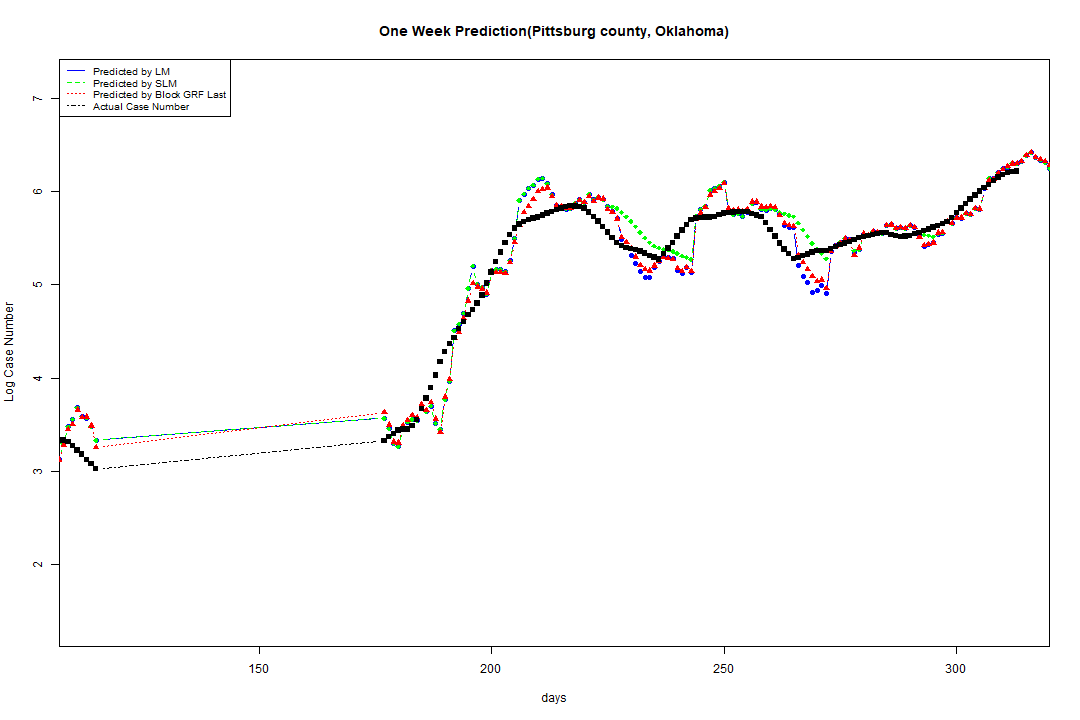 One Week Prediction(Pittsburg county, Oklahoma)
Predicted by LM
Predicted by SLM
Predicted by Block GRF Last
Actual Case Number
7
6
5
4
3
2
Log Case Number
150 200 250 300
days